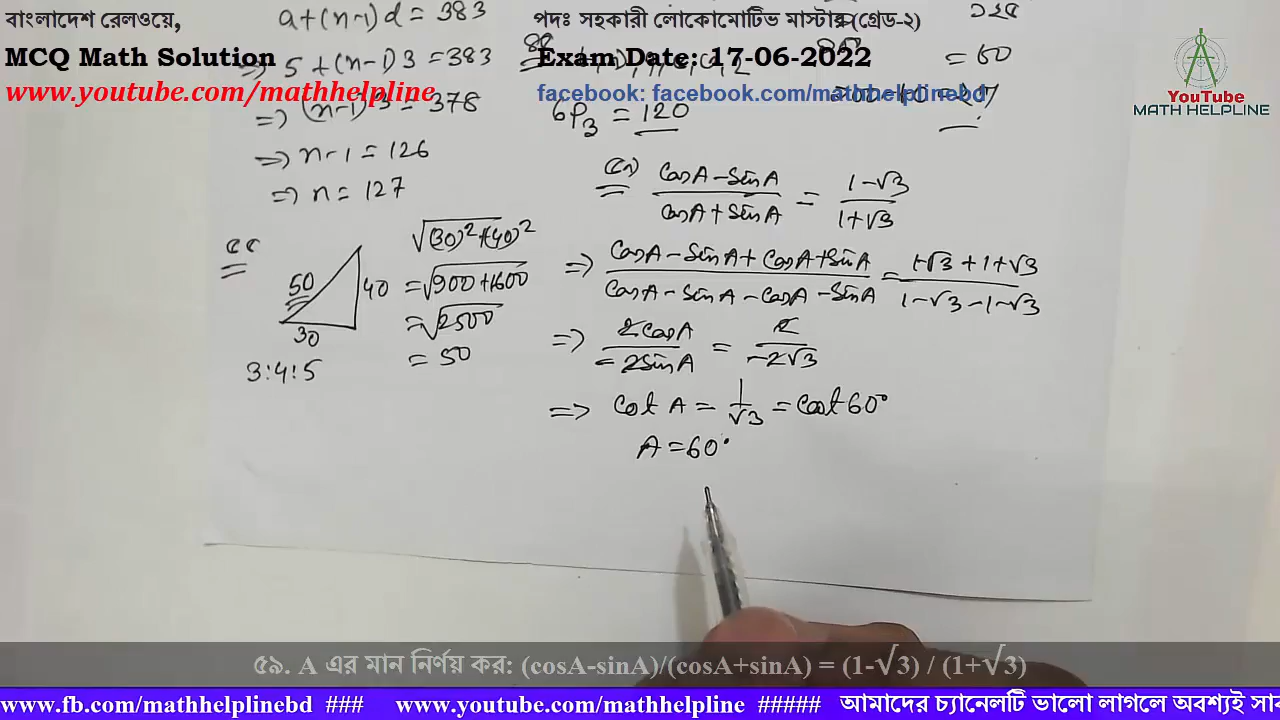 বাংলাদেশ রেলওয়ে,
পদঃ সহকারী লোকোমোটিভ মাস্টার (গ্রেড-২)
MCQ Math Solution
Exam Date: 17-06-2022
www.youtube.com/mathhelpline
facebook: facebook.com/mathhelplinebd
YouTube
MATH HELPLINE
a+(n-1)d = 383
=> 5+(n-1)3 = 383
=> (n-1)3 = 378
=> n-1 = 126
=> n = 127
= 60
6P₃ = 120
৫৫
50
40
30
3:4:5
√(30)²+(40)²
= √900+1600
= √2500
= 50
৫৯
cosA-sinA / cosA+sinA = 1-√3 / 1+√3
=> cosA-sinA+cosA+sinA / cosA-sinA-cosA-sinA = 1-√3+1+√3 / 1-√3-1-√3
=> 2cosA / -2sinA = 2 / -2√3
=> cot A = 1/√3 = cot 60°
A = 60°
৫৯. A এর মান নির্ণয় কর: (cosA-sinA)/(cosA+sinA) = (1-√3) / (1+√3)
www.fb.com/mathhelplinebd ### www.youtube.com/mathhelpline ##### আমাদের চ্যানেলটি ভালো লাগলে অবশ্যই